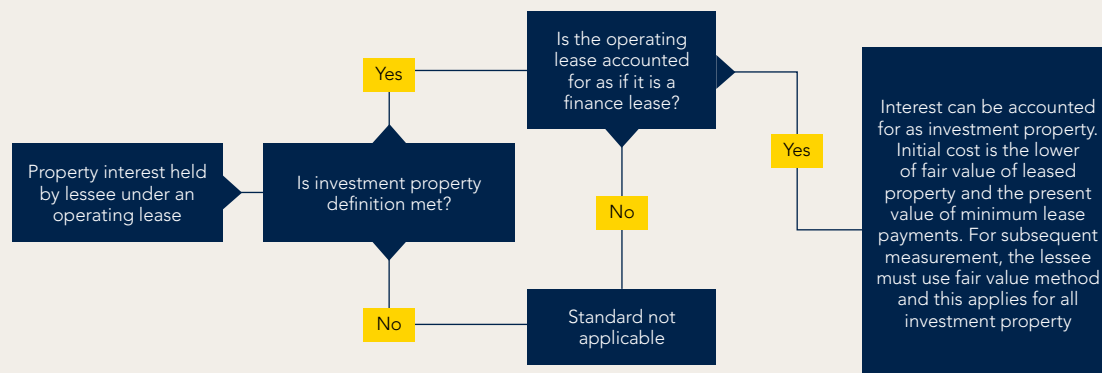 Property interest held
by lessee under an
operating lease
Is investment property
definition met?
Yes
No
Is the operating
lease accounted
for as if it is a
finance lease?
No
Standard not
applicable
Yes
Interest can be accounted
for as investment property.
Initial cost is the lower
of fair value of leased
property and the present
value of minimum lease
payments. For subsequent
measurement, the lessee
must use fair value method
and this applies for all
investment property